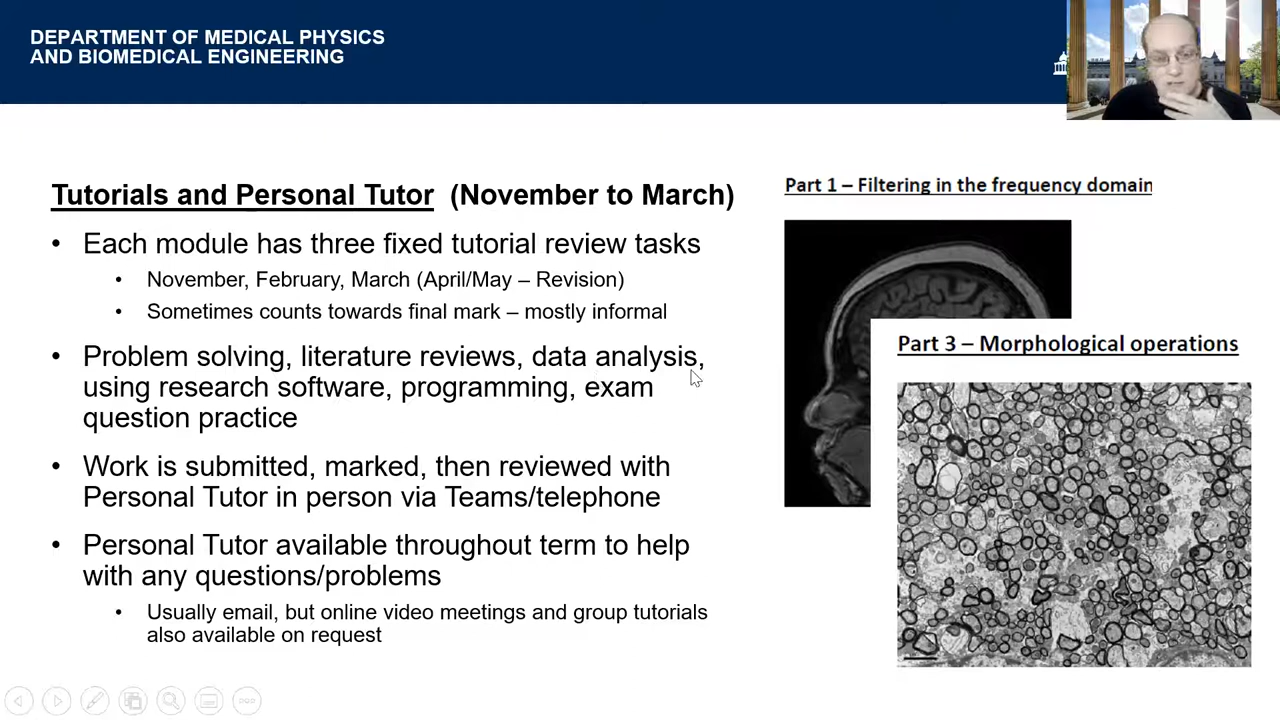 DEPARTMENT OF MEDICAL PHYSICS
AND BIOMEDICAL ENGINEERING
Tutorials and Personal Tutor (November to March)
• Each module has three fixed tutorial review tasks
• November, February, March (April/May – Revision)
• Sometimes counts towards final mark – mostly informal
• Problem solving, literature reviews, data analysis,
using research software, programming, exam
question practice
• Work is submitted, marked, then reviewed with
Personal Tutor in person via Teams/telephone
• Personal Tutor available throughout term to help
with any questions/problems
• Usually email, but online video meetings and group tutorials
also available on request
Part 1 – Filtering in the frequency domain
Part 3 – Morphological operations